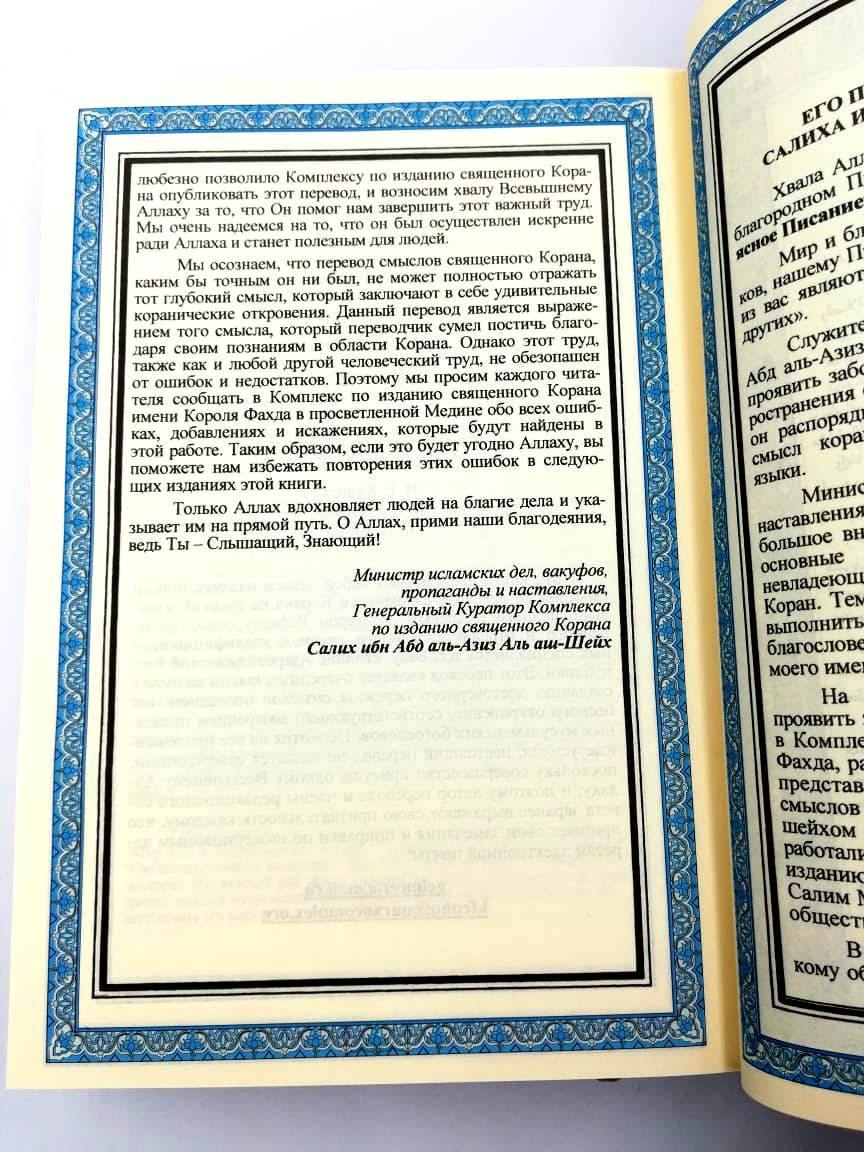 любезно позволило Комплексу по изданию священного Кора-
на опубликовать этот перевод, и возносим хвалу Всевышнему
Аллаху за то, что Он помог нам завершить этот важный труд.
Мы очень надеемся на то, что он был осуществлен искренне
ради Аллаха и станет полезным для людей.
Мы осознаем, что перевод смыслов священного Корана,
каким бы точным он ни был, не может полностью отражать
тот глубокий смысл, который заключают в себе удивительные
коранические откровения. Данный перевод является выраже-
нием того смысла, который переводчик сумел постичь благо-
даря своим познаниям в области Корана. Однако этот труд,
также как и любой другой человеческий труд, не обезопашен
от ошибок и недостатков. Поэтому мы просим каждого чита-
теля сообщать в Комплекс по изданию священного Корана
имени Короля Фахда в просветленной Медине обо всех ошиб-
ках, добавлениях и искажениях, которые будут найдены в
этой работе. Таким образом, если это будет угодно Аллаху, вы
поможете нам избежать повторения этих ошибок в следую-
щих изданиях этой книги.
Только Аллах вдохновляет людей на благие дела и ука-
зывает им на прямой путь. О Аллах, прими наши благодеяния,
ведь Ты – Слышащий, Знающий!
Министр исламских дел, вакуфов,
пропаганды и наставления,
Генеральный Куратор Комплекса
по изданию священного Корана
Салих ибн Абд аль-Азиз Аль аш-Шейх
ЕГО П
САЛИХА И
Хвала Алл
благородном П
ясное Писание
Мир и бл
ков, нашему П
из вас являют
других».
Служите
Абд аль-Азиз
проявить забо
ространения с
он распоряд
смысл кора
языки.
Минис
наставления
большое вн
основные
невладеющ
Коран. Тем
выполнить
благослове
моего имен
На
проявить з
в Компле
Фахда, ра
представ
смыслов
шейхом
работали
изданию
Салим М
обществ
В
кому об